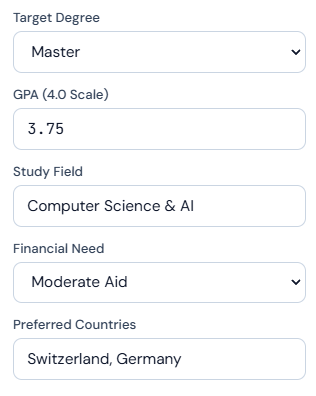 Target Degree
Master
GPA (4.0 Scale)
3.75
Study Field
Computer Science & AI
Financial Need
Moderate Aid
Preferred Countries
Switzerland, Germany